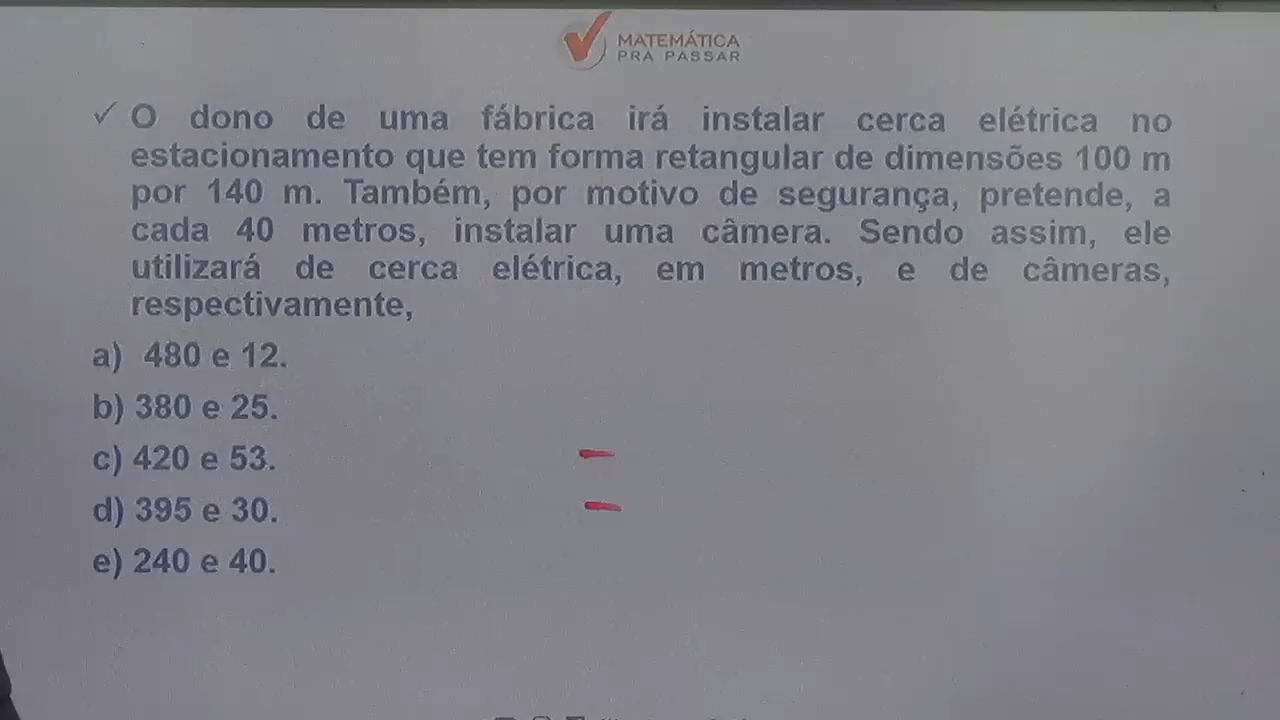 MATEMÁTICA
PRA PASSAR
✓ O dono de uma fábrica irá instalar cerca elétrica no
estacionamento que tem forma retangular de dimensões 100 m
por 140 m. Também, por motivo de segurança, pretende, a
cada 40 metros, instalar uma câmera. Sendo assim, ele
utilizará de cerca elétrica, em metros, e de câmeras,
respectivamente,
a) 480 e 12.
b) 380 e 25.
c) 420 e 53.
d) 395 e 30.
e) 240 e 40.